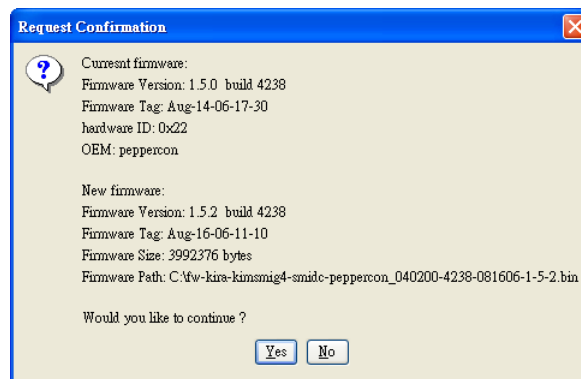 Request Confirmation
Curresnt firmware:
Firmware Version: 1.5.0 build 4238
Firmware Tag: Aug-14-06-17-30
hardware ID: 0x22
OEM: peppercon
New firmware:
Firmware Version: 1.5.2 build 4238
Firmware Tag: Aug-16-06-11-10
Firmware Size: 3992376 bytes
Firmware Path: C:\fw-kira-kimsmig4-smidc-peppercon_040200-4238-081606-1-5-2.bin
Would you like to continue ?
Yes No